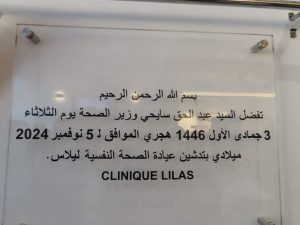 بسم الله الرحمن الرحيم
تفضل السيد عبد الحق سايحي وزير الصحة يوم الثلاثاء
3 جمادى الأول 1446 هجري الموافق لـ 5 نوفمبر 2024
ميلادي بتدشين عيادة الصحة النفسية ليلاس.
CLINIQUE LILAS